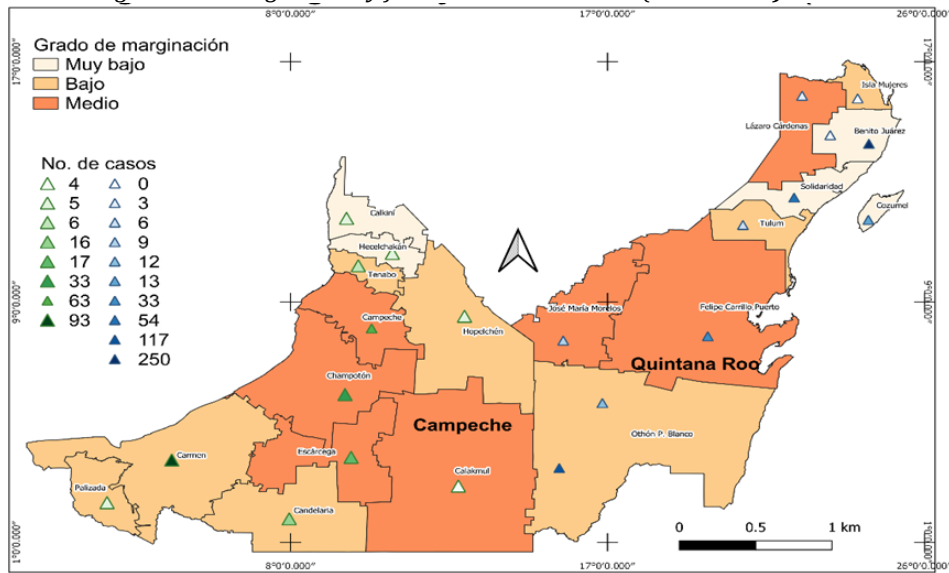 8°0'0.000" 17°0'0.000" 26°0'0.000"
17°0'0.000"
17°0'0.000"
Grado de marginación
Muy bajo
Bajo
Medio
No. de casos
4 0
5 3
6 6
16 9
17 12
33 13
63 33
93 54
117
250
Isla Mujeres
Lázaro Cárdenas
Benito Juárez
Solidaridad
Cozumel
Tulum
Calkiní
Hecelchakán
Tenabo
9°0'0.000"
9°0'0.000"
José María Morelos
Felipe Carrillo Puerto
Campeche
Hopelchén
Quintana Roo
Champotón
Campeche
Othón P. Blanco
Carmen
Escárcega
Calakmul
Palizada
Candelaria
0 0.5 1 km
1°0'0.000"
1°0'0.000"
8°0'0.000" 17°0'0.000" 26°0'0.000"